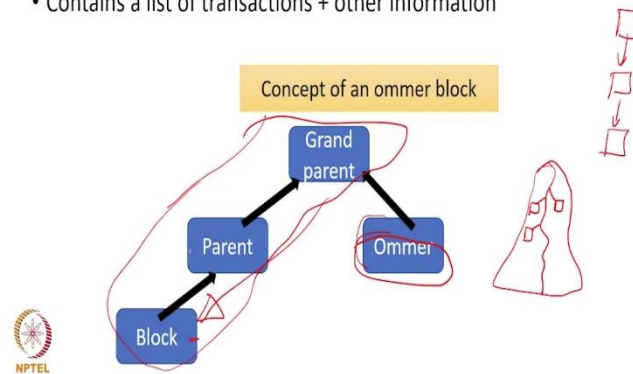 • Contains a list of transactions + other information
Concept of an ommer block
Grand
parent
Parent
Ommer
Block
NPTEL